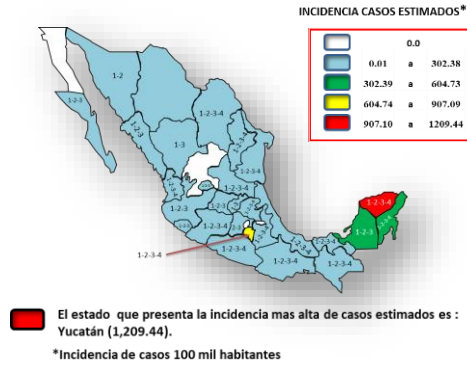 INCIDENCIA CASOS ESTIMADOS*
0.0
0.01 a 302.38
302.39 a 604.73
604.74 a 907.09
907.10 a 1209.44
1-2
1-2-3
1-2-3-4
1-2-3
1-3
1-2-3-4
1-2-3-4
1-2-3-4
1-2-3
1-2-3-4
1-2-3-4
1-2-3-4
1-2-3-4
1-2-3
1-2-3-4
1-2-3-4
El estado que presenta la incidencia mas alta de casos estimados es :
Yucatán (1,209.44).
*Incidencia de casos 100 mil habitantes